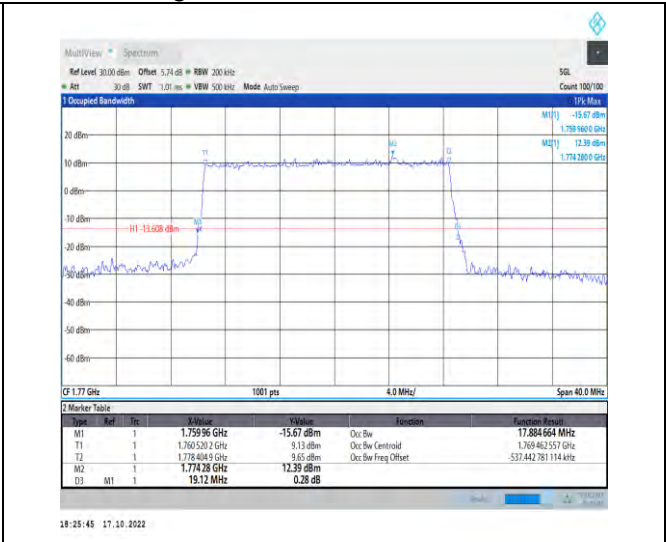 MultiView Spectrum
Ref Level 30.00 dBm Offset 5.74 dB RBW 200 kHz SGL
Att 30 dB SWT 1.01 ms VBW 500 kHz Mode Auto Sweep Count 100/100
1 Occupied Bandwidth 1Pk Max
M1[1] -15.67 dBm
1.759 960 0 GHz
M2[1] 12.39 dBm
1.774 280 0 GHz
20 dBm
M2
T1
T2
10 dBm
0 dBm
-10 dBm
H1 -13.608 dBm
-20 dBm
-30 dBm
-40 dBm
-50 dBm
-60 dBm
CF 1.77 GHz 1001 pts 4.0 MHz/ Span 40.0 MHz
2 Marker Table
Type Ref Trc X-Value Y-Value Function Function Result
M1 1 1.759 96 GHz -15.67 dBm Occ Bw 17.884 664 MHz
T1 1 1.760 520 2 GHz 9.13 dBm Occ Bw Centroid 1.769 462 557 GHz
T2 1 1.778 404 9 GHz 9.65 dBm Occ Bw Freq Offset -537.442 781 114 kHz
M2 1 1.774 28 GHz 12.39 dBm
D3 M1 1 19.12 MHz 0.28 dB
18:25:45 17.10.2022